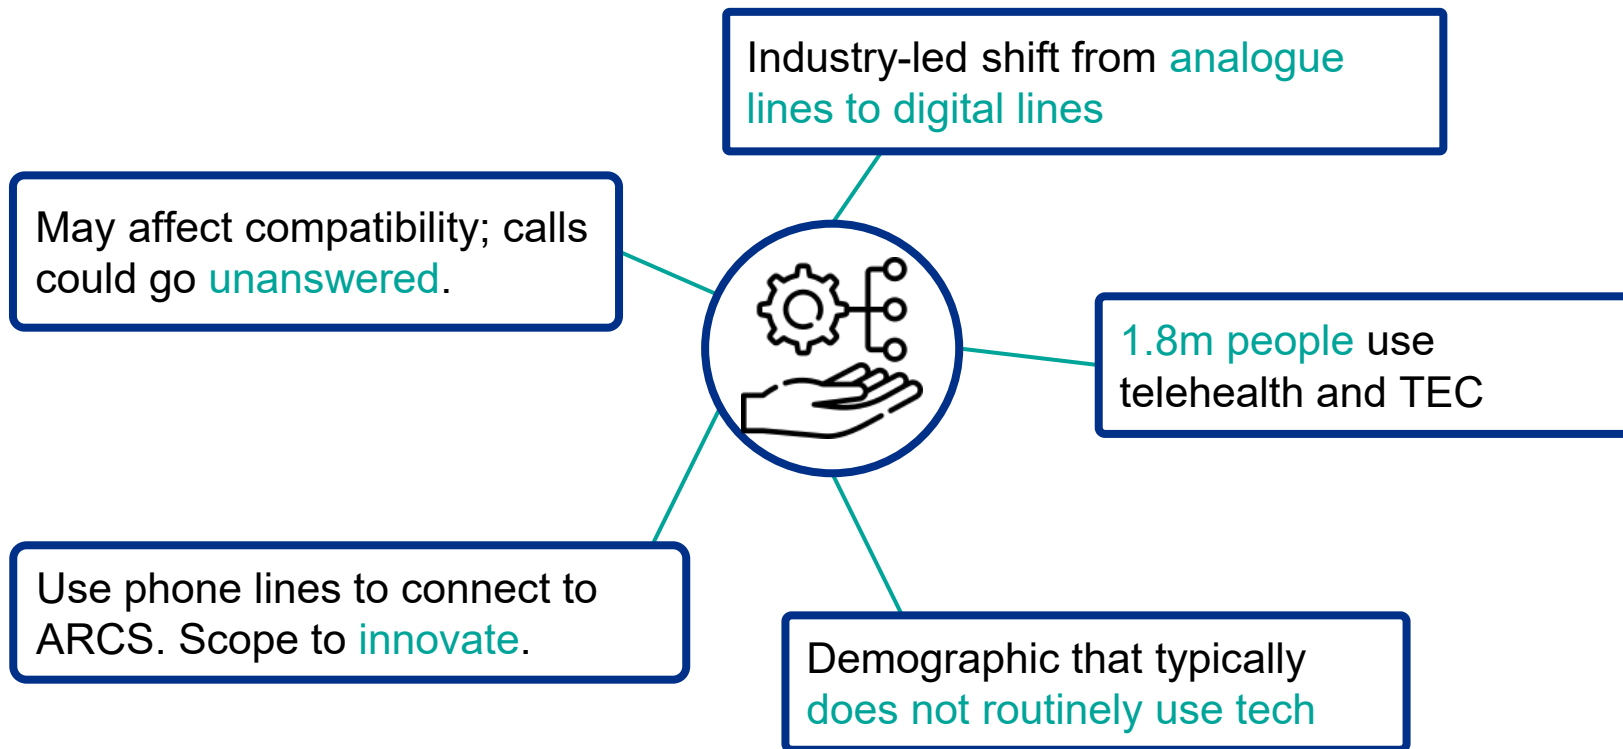 Industry-led shift from analogue
lines to digital lines
May affect compatibility; calls
could go unanswered.
1.8m people use
telehealth and TEC
Use phone lines to connect to
ARCS. Scope to innovate.
Demographic that typically
does not routinely use tech